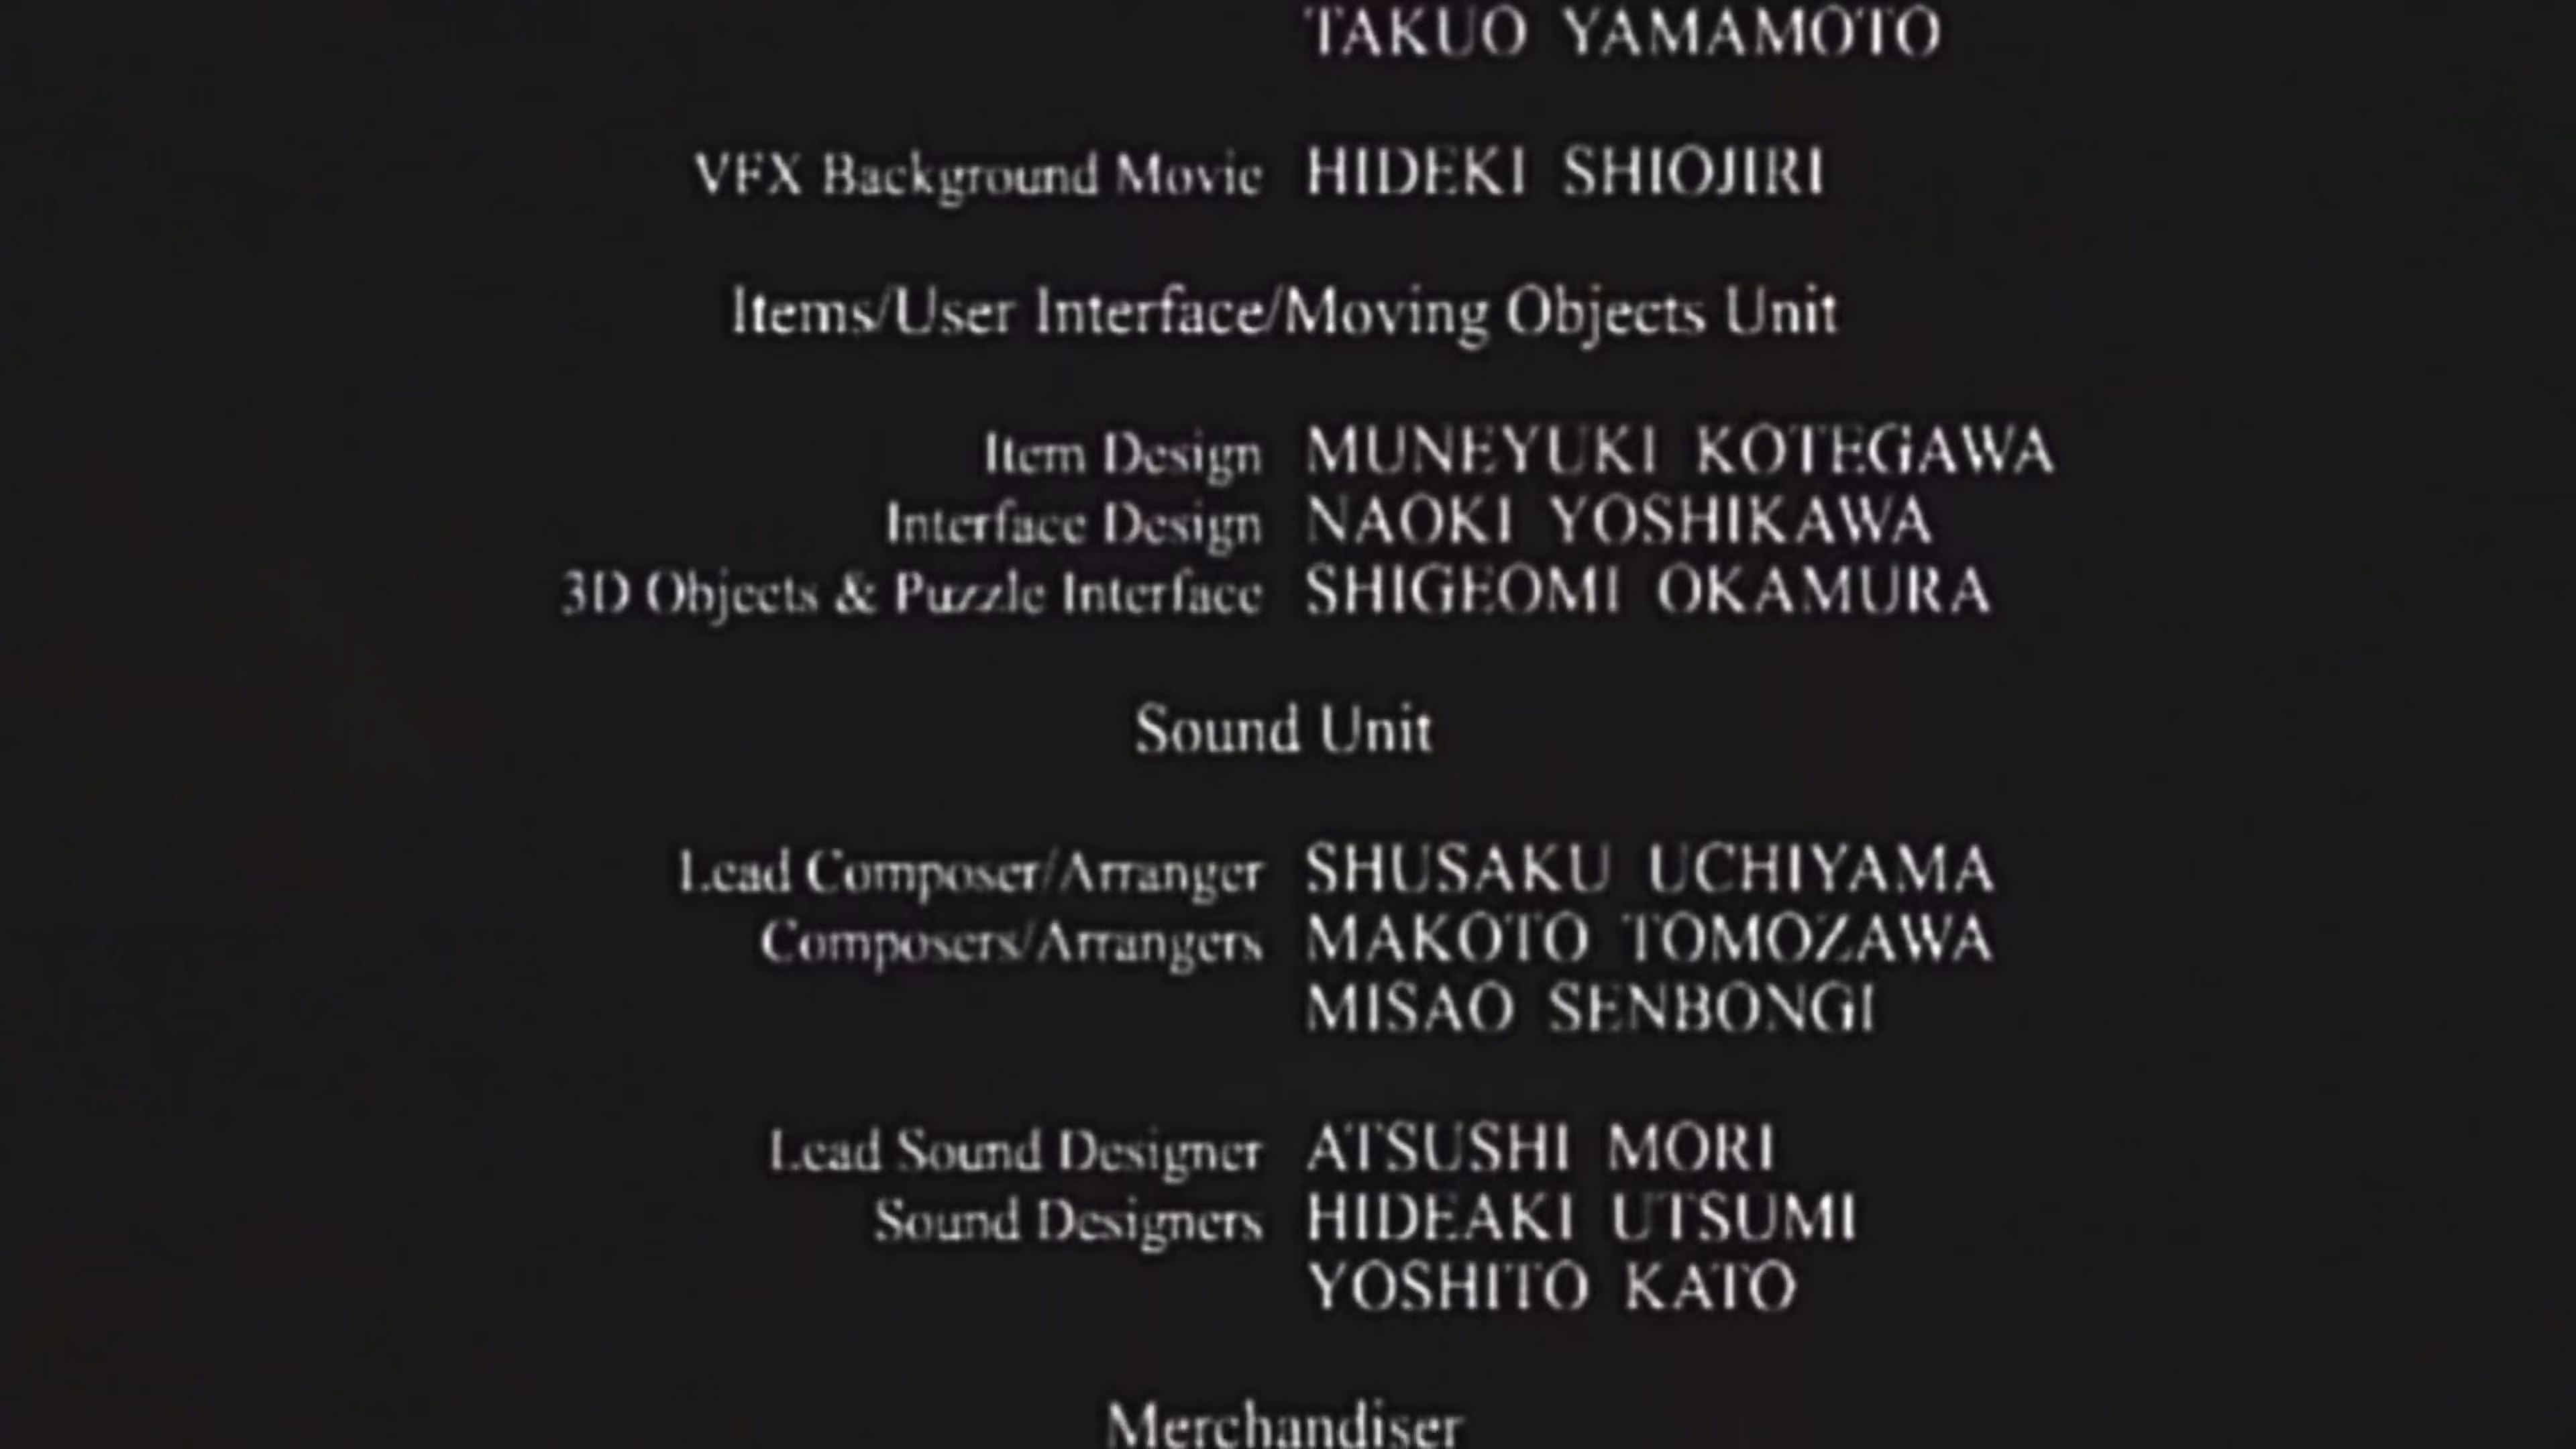 TAKUO YAMAMOTO
VFX Background Movie HIDEKI SHIOJIRI
Items/User Interface/Moving Objects Unit
Item Design MUNEYUKI KOTEGAWA
Interface Design NAOKI YOSHIKAWA
3D Objects & Puzzle Interface SHIGEOMI OKAMURA
Sound Unit
Lead Composer/Arranger SHUSAKU UCHIYAMA
Composers/Arrangers MAKOTO TOMOZAWA
MISAO SENBONGI
Lead Sound Designer ATSUSHI MORI
Sound Designers HIDEAKI UTSUMI
YOSHITO KATO
Merchandiser